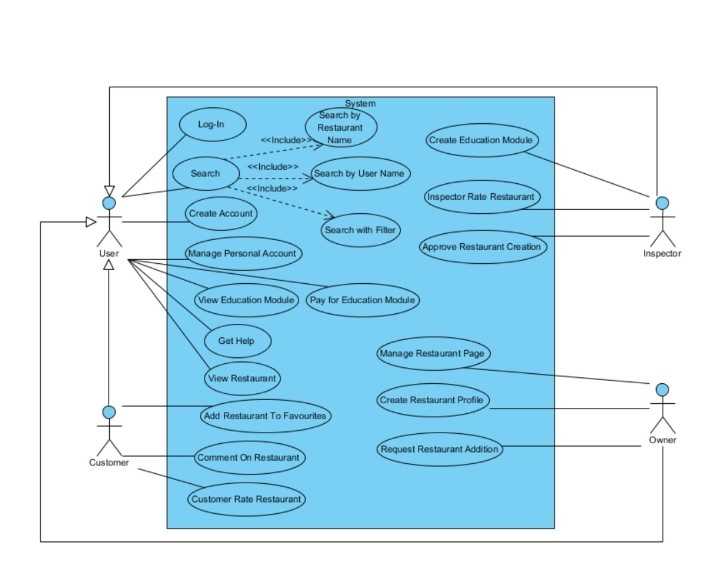 System
Log-In
Search by
Restaurant
Name
<<Include>>
Create Education Module
Search
<<Include>>
Search by User Name
<<Include>>
Inspector Rate Restaurant
Create Account
Search with Filter
User
Manage Personal Account
Approve Restaurant Creation
Inspector
View Education Module
Pay for Education Module
Get Help
Manage Restaurant Page
View Restaurant
Create Restaurant Profile
Add Restaurant To Favourites
Owner
Request Restaurant Addition
Customer
Comment On Restaurant
Customer Rate Restaurant